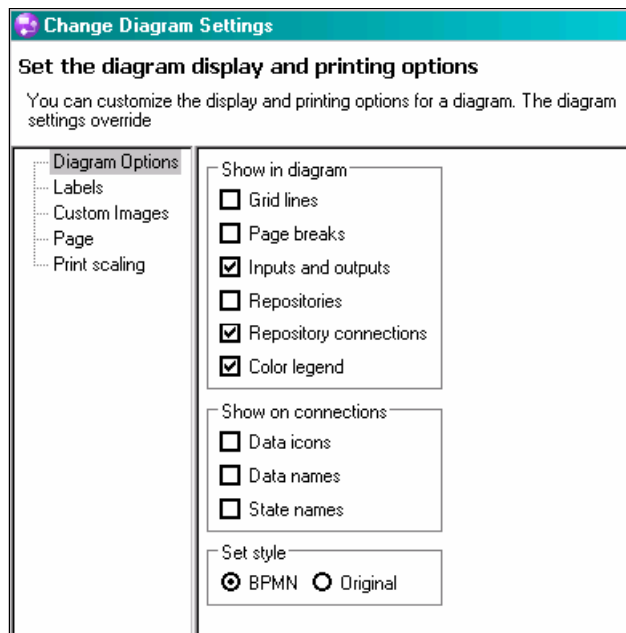 Change Diagram Settings
Set the diagram display and printing options
You can customize the display and printing options for a diagram. The diagram
settings override
Diagram Options
Labels
Custom Images
Page
Print scaling
Show in diagram
Grid lines
Page breaks
Inputs and outputs
Repositories
Repository connections
Color legend
Show on connections
Data icons
Data names
State names
Set style
BPMN Original